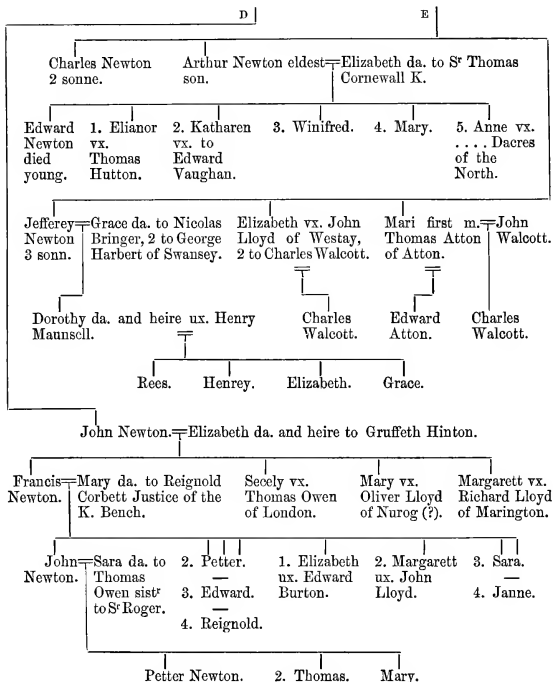 D E
Charles Newton
2 sonne.
Arthur Newton eldest
son.
Elizabeth da. to Sʳ Thomas
Cornewall K.
Edward
Newton
died
young.
1. Elianor
vx.
Thomas
Hutton.
2. Katharen
vx. to
Edward
Vaughan.
3. Winifred.
4. Mary.
5. Anne vx.
. . . . Dacres
of the
North.
Jefferey
Newton
3 sonn.
Grace da. to Nicolas
Bringer, 2 to George
Harbert of Swansey.
Elizabeth vx. John
Lloyd of Westay,
2 to Charles Walcott.
Mari first m.
Thomas Atton
of Atton.
John
Walcott.
Dorothy da. and heire ux. Henry
Maunsell.
Charles
Walcott.
Edward
Atton.
Charles
Walcott.
Rees. Henrey. Elizabeth. Grace.
John Newton. Elizabeth da. and heire to Gruffeth Hinton.
Francis
Newton.
Mary da. to Reignold
Corbett Justice of the
K. Bench.
Secely vx.
Thomas Owen
of London.
Mary vx.
Oliver Lloyd
of Nurog (?).
Margarett vx.
Richard Lloyd
of Marington.
John
Newton.
Sara da. to
Thomas
Owen sistʳ
to Sʳ Roger.
2. Petter.
—
3. Edward.
—
4. Reignold.
1. Elizabeth
ux. Edward
Burton.
2. Margarett
ux. John
Lloyd.
3. Sara.
—
4. Janne.
Petter Newton. 2. Thomas. Mary.